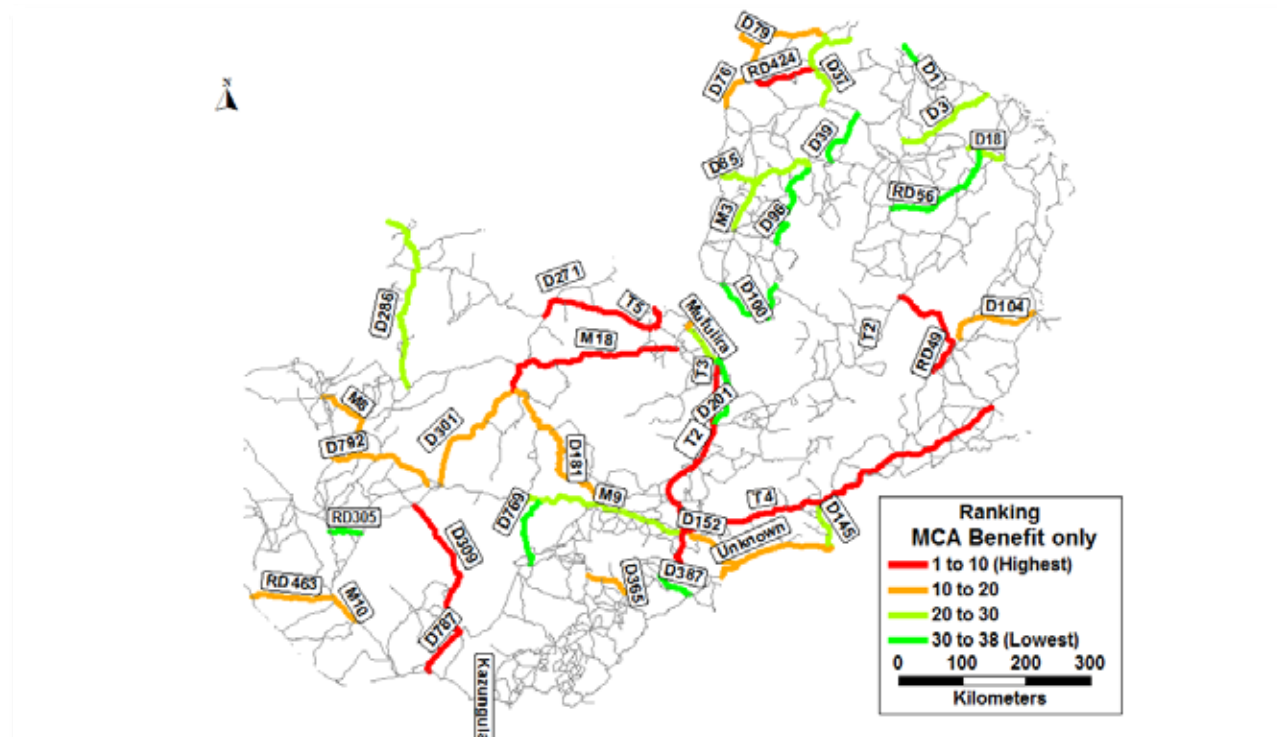 D79
D1
RD424
D76
D37
N
D3
D39
D18
D85
RD56
M3
D96
D271
D100
D286
T5
Mufulira
D104
T2
M18
RD49
T3
M8
D201
D301
D792
T2
D181
M9
T4
D769
RD305
D152
D145
Unknown
D309
D387
D365
RD463
M10
D787
Kazungula
Ranking
MCA Benefit only
1 to 10 (Highest)
10 to 20
20 to 30
30 to 38 (Lowest)
0 100 200 300
Kilometers